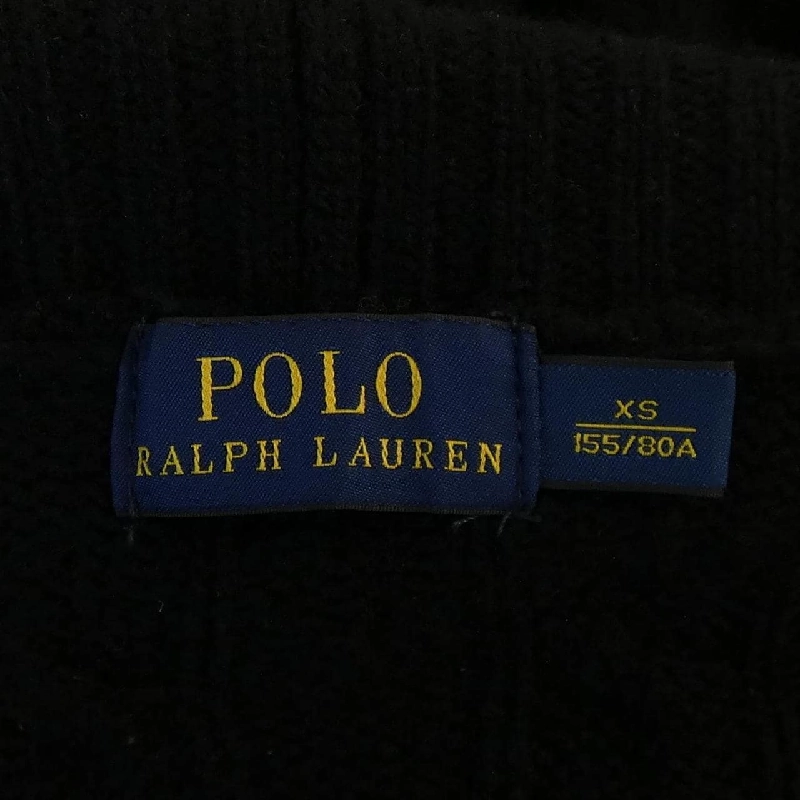 POLO
RALPH LAUREN
XS
155/80A